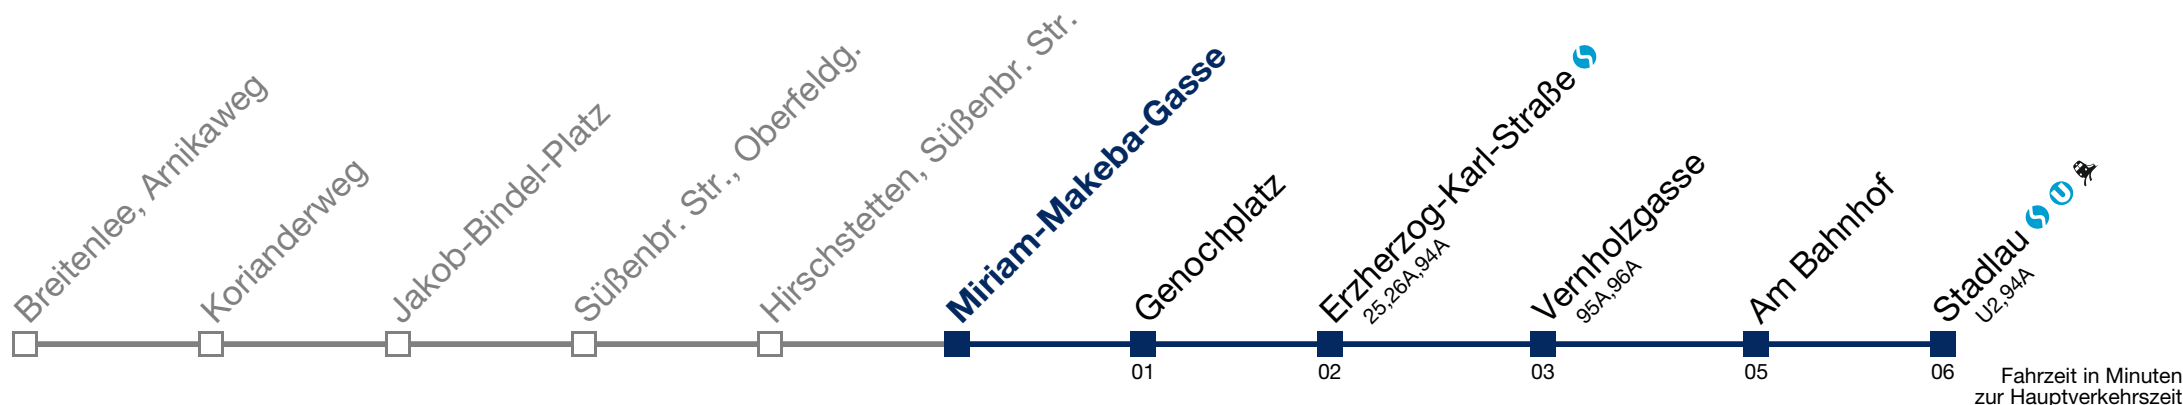 Breitenlee, Arnikaweg
Korianderweg
Jakob-Bindel-Platz
Süßenbr. Str., Oberfeldg.
Hirschstetten, Süßenbr. Str.
Miriam-Makeba-Gasse
Genochplatz
01
Erzherzog-Karl-Straße
25,26A,94A
02
Vernholzgasse
95A,96A
03
Am Bahnhof
05
Stadlau
U2,94A
06
Fahrzeit in Minuten
zur Hauptverkehrszeit